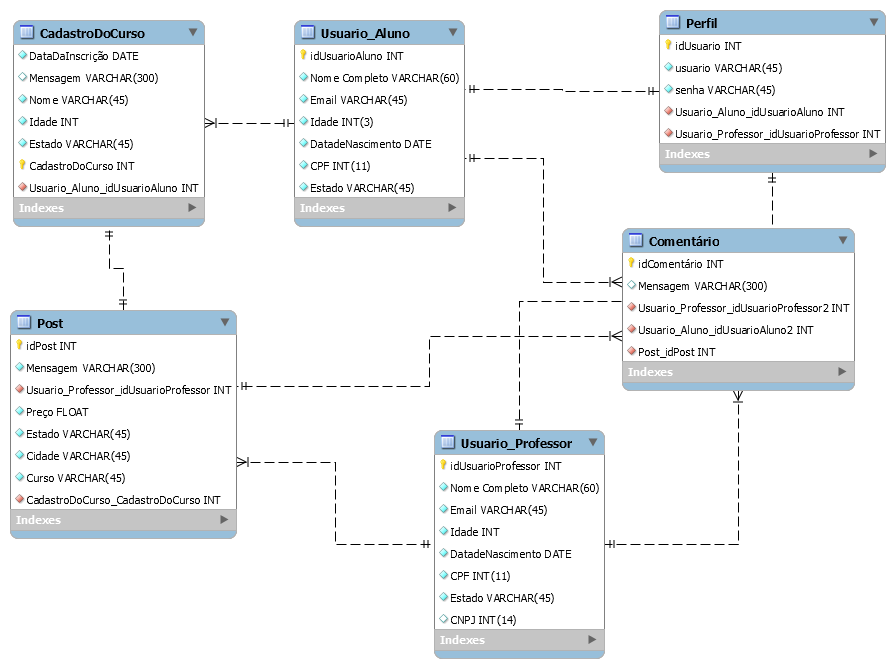 CadastroDoCurso
DataDaInscrição DATE
Mensagem VARCHAR(300)
Nome VARCHAR(45)
Idade INT
Estado VARCHAR(45)
CadastroDoCurso INT
Usuario_Aluno_idUsuarioAluno INT
Indexes
Usuario_Aluno
idUsuarioAluno INT
Nome Completo VARCHAR(60)
Email VARCHAR(45)
Idade INT(3)
DatadeNascimento DATE
CPF INT(11)
Estado VARCHAR(45)
Indexes
Perfil
idUsuario INT
usuario VARCHAR(45)
senha VARCHAR(45)
Usuario_Aluno_idUsuarioAluno INT
Usuario_Professor_idUsuarioProfessor INT
Indexes
Comentário
idComentário INT
Mensagem VARCHAR(300)
Usuario_Professor_idUsuarioProfessor2 INT
Usuario_Aluno_idUsuarioAluno2 INT
Post_idPost INT
Indexes
Post
idPost INT
Mensagem VARCHAR(300)
Usuario_Professor_idUsuarioProfessor INT
Preço FLOAT
Estado VARCHAR(45)
Cidade VARCHAR(45)
Curso VARCHAR(45)
CadastroDoCurso_CadastroDoCurso INT
Indexes
Usuario_Professor
idUsuarioProfessor INT
Nome Completo VARCHAR(60)
Email VARCHAR(45)
Idade INT
DatadeNascimento DATE
CPF INT(11)
Estado VARCHAR(45)
CNPJ INT(14)
Indexes